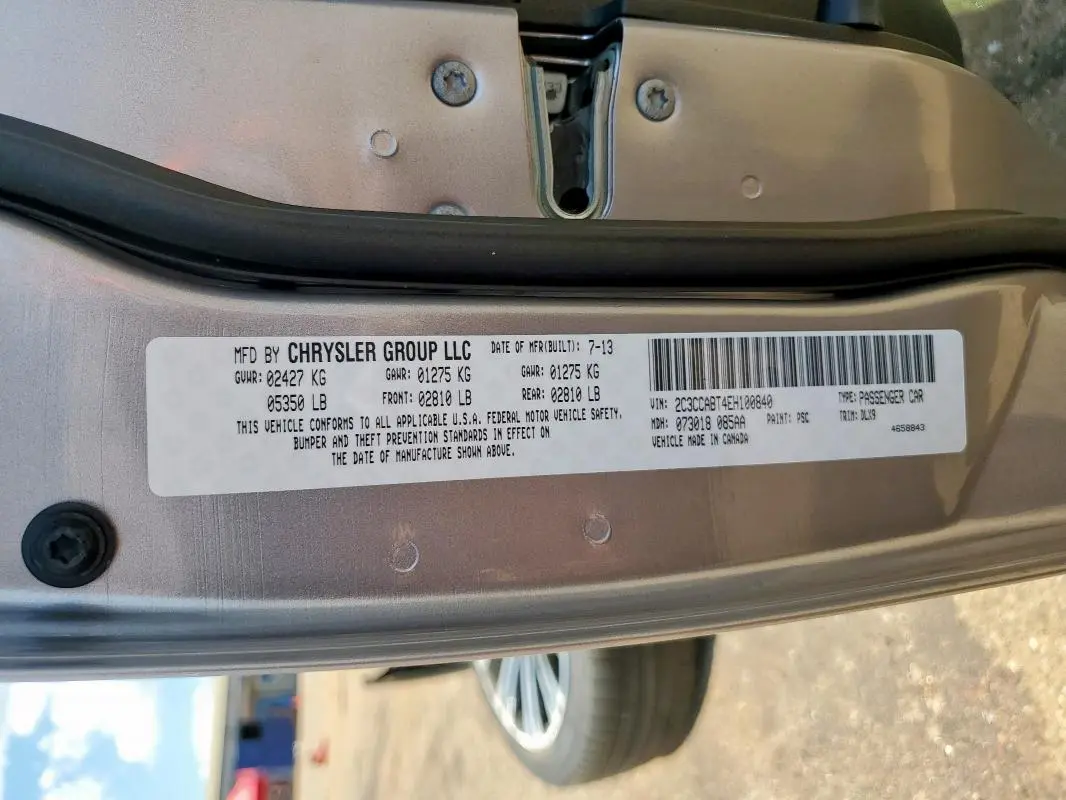 MFD BY CHRYSLER GROUP LLC DATE OF MFR(BUILT): 7-13
GVWR: 02427 KG GAWR: 01275 KG GAWR: 01275 KG
05350 LB FRONT: 02810 LB REAR: 02810 LB
THIS VEHICLE CONFORMS TO ALL APPLICABLE U.S.A. FEDERAL MOTOR VEHICLE SAFETY,
BUMPER AND THEFT PREVENTION STANDARDS IN EFFECT ON
THE DATE OF MANUFACTURE SHOWN ABOVE.
VIN: 2C3CCABT4EH100840 TYPE: PASSENGER CAR
MDH: 073018 085AA PAINT: PSC TRIM: DLX9
VEHICLE MADE IN CANADA 4658843